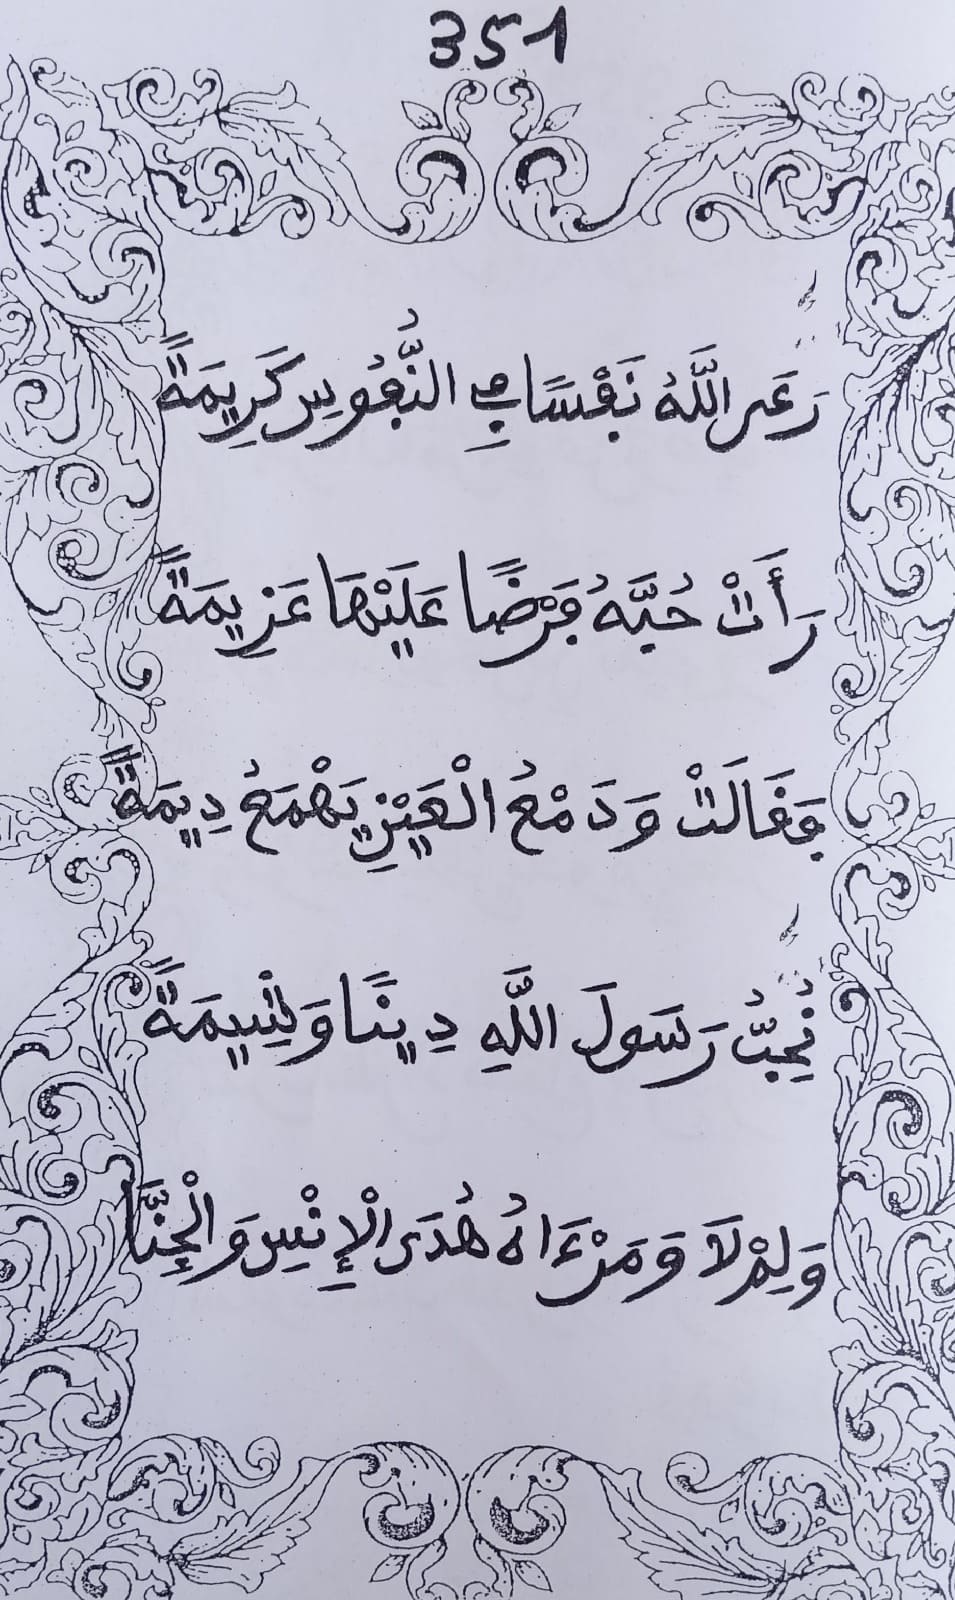 351
رَعَى اللَّهُ نَفْسًا فِي النُّفُوسِ كَرِيمَةً
رَأَتْ حُبَّهُ فَرْضًا عَلَيْهَا عَزِيمَةً
فَقَالَتْ وَدَمْعُ الْعَيْنِ يَهْمَعُ دِيمَةً
نُحِبُّ رَسُولَ اللَّهِ دِينًا وَشِيمَةً
وَلِمْ لَا وَمَرْءَاهُ هُدَى الْإِنْسِ وَالْجِنَّا